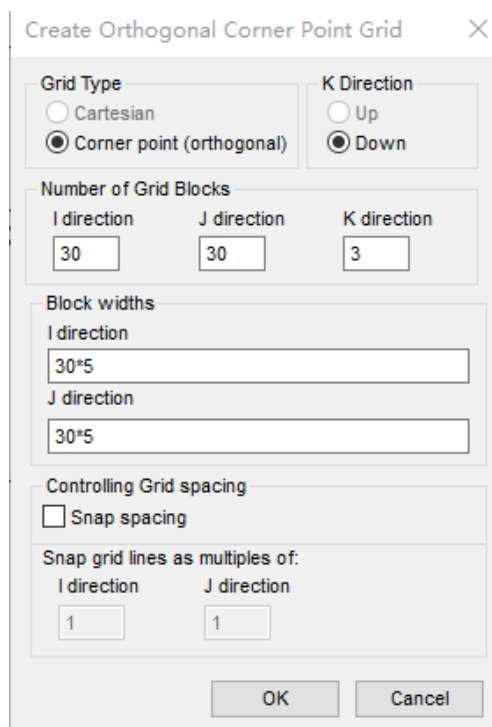 Create Orthogonal Corner Point Grid
Grid Type
Cartesian
Corner point (orthogonal)
K Direction
Up
Down
Number of Grid Blocks
I direction J direction K direction
30 30 3
Block widths
I direction
30*5
J direction
30*5
Controlling Grid spacing
Snap spacing
Snap grid lines as multiples of:
I direction J direction
1 1
OK Cancel